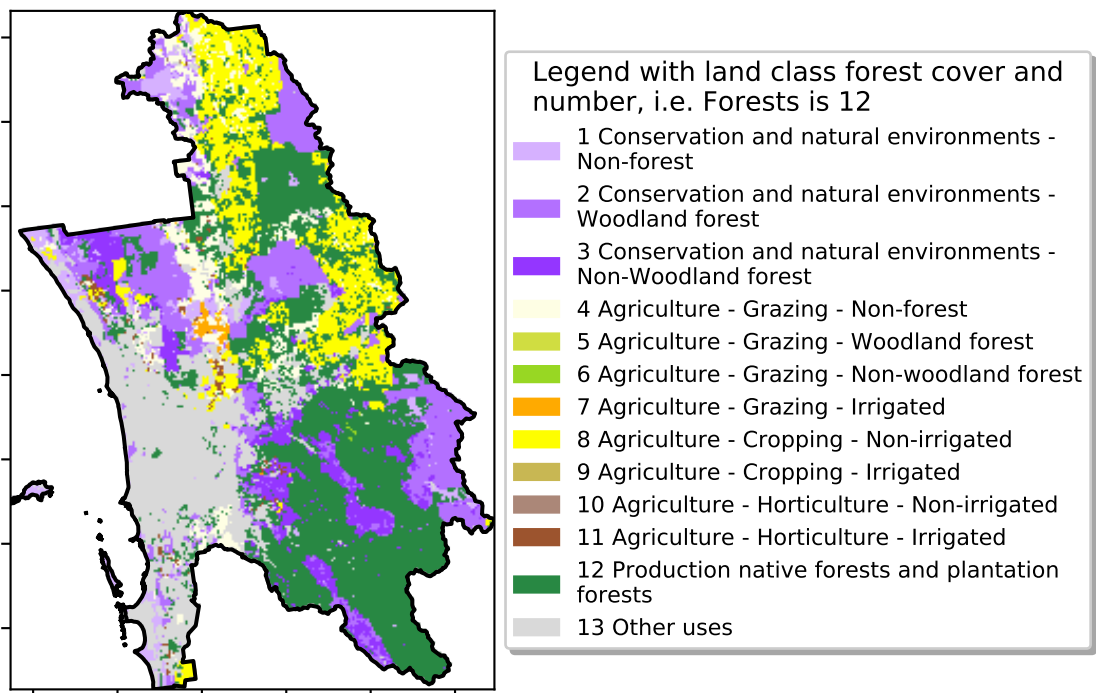 Legend with land class forest cover and
number, i.e. Forests is 12
1 Conservation and natural environments -
Non-forest
2 Conservation and natural environments -
Woodland forest
3 Conservation and natural environments -
Non-Woodland forest
4 Agriculture - Grazing - Non-forest
5 Agriculture - Grazing - Woodland forest
6 Agriculture - Grazing - Non-woodland forest
7 Agriculture - Grazing - Irrigated
8 Agriculture - Cropping - Non-irrigated
9 Agriculture - Cropping - Irrigated
10 Agriculture - Horticulture - Non-irrigated
11 Agriculture - Horticulture - Irrigated
12 Production native forests and plantation
forests
13 Other uses